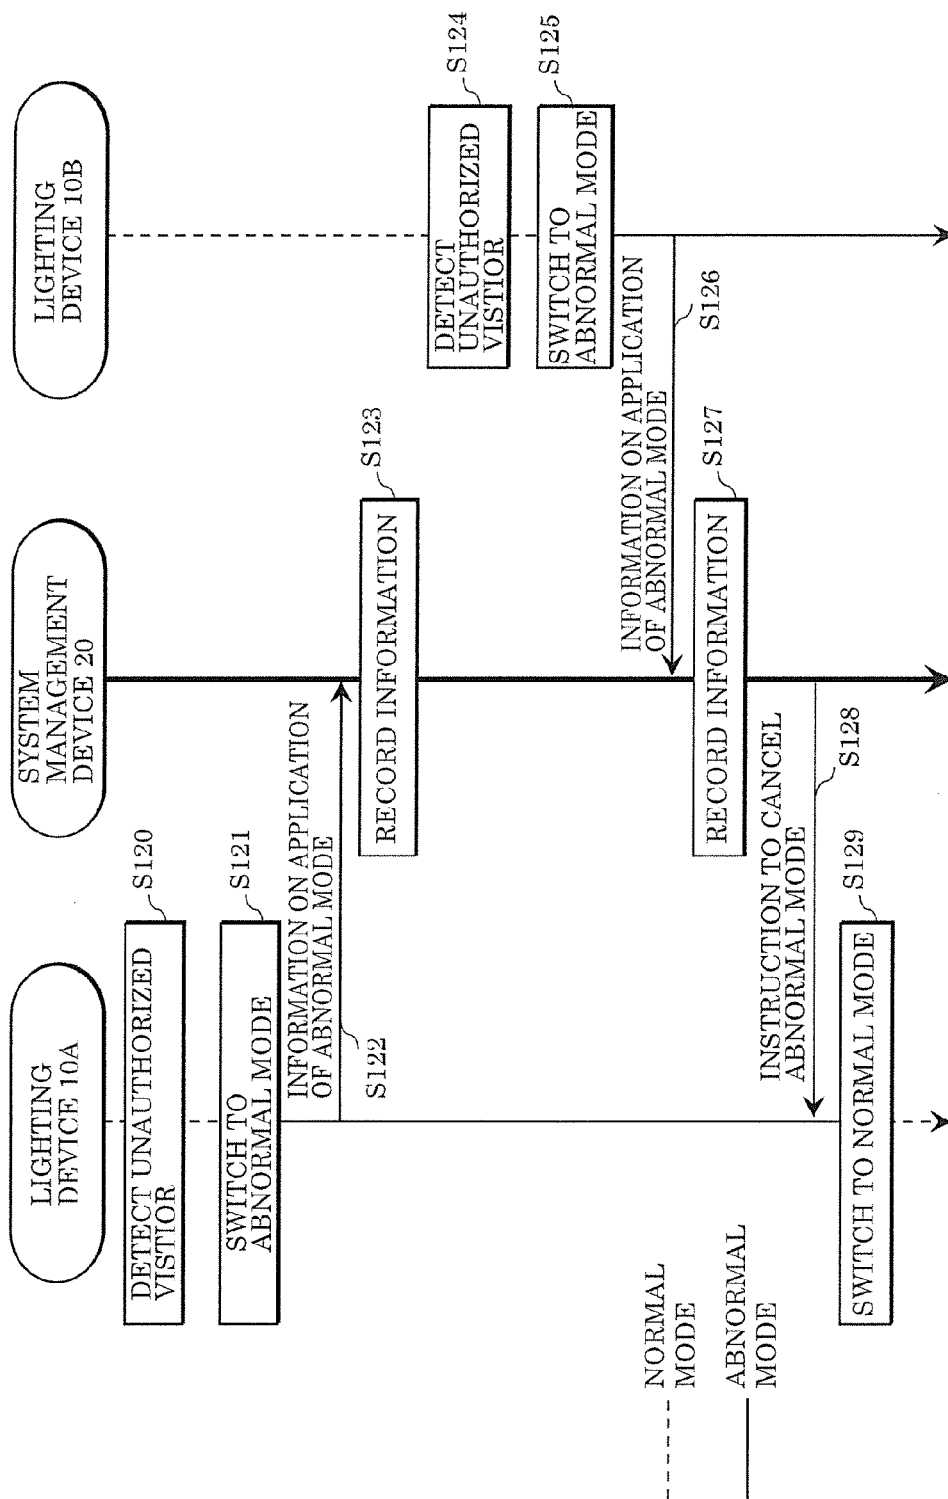 LIGHTING
DEVICE 10A
SYSTEM
MANAGEMENT
DEVICE 20
LIGHTING
DEVICE 10B
DETECT UNAUTHORIZED
VISTIOR
S120
SWITCH TO
ABNORMAL MODE
S121
INFORMATION ON APPLICATION
OF ABNORMAL MODE
S122
RECORD INFORMATION
S123
DETECT
UNAUTHORIZED
VISTIOR
S124
SWITCH TO
ABNORMAL MODE
S125
INFORMATION ON APPLICATION
OF ABNORMAL MODE
S126
RECORD INFORMATION
S127
INSTRUCTION TO CANCEL
ABNORMAL MODE
S128
SWITCH TO NORMAL MODE
S129
NORMAL
MODE
ABNORMAL
MODE